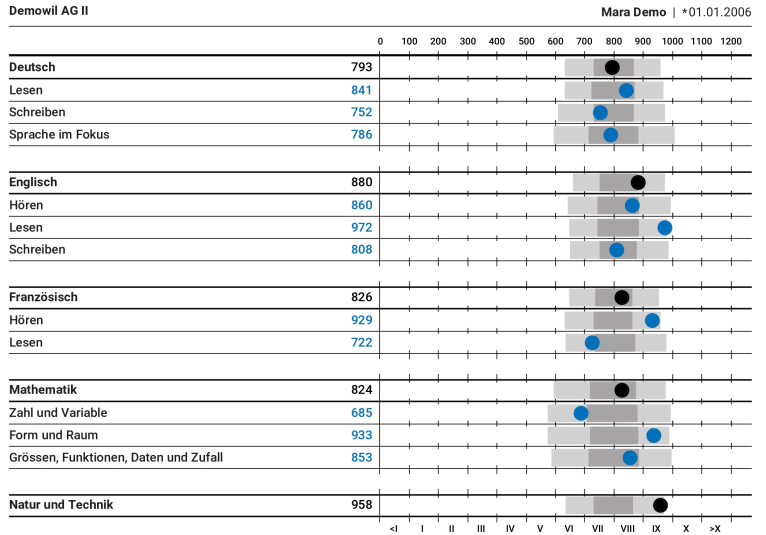 Demowil AG II
Mara Demo | *01.01.2006
0 100 200 300 400 500 600 700 800 900 1000 1100 1200
Deutsch 793
Lesen 841
Schreiben 752
Sprache im Fokus 786
Englisch 880
Hören 860
Lesen 972
Schreiben 808
Französisch 826
Hören 929
Lesen 722
Mathematik 824
Zahl und Variable 685
Form und Raum 933
Grössen, Funktionen, Daten und Zufall 853
Natur und Technik 958
<I I II III IV V VI VII VIII IX X >X